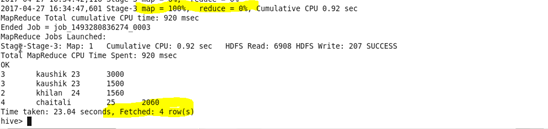 2017-04-27 16:34:47,601 Stage-3 map = 100%,  reduce = 0%, Cumulative CPU 0.92 sec
MapReduce Total cumulative CPU time: 920 msec
Ended Job = job_1493280836274_0003
MapReduce Jobs Launched:
Stage-Stage-3: Map: 1   Cumulative CPU: 0.92 sec   HDFS Read: 6908 HDFS Write: 207 SUCCESS
Total MapReduce CPU Time Spent: 920 msec
OK
3       kaushik 23      3000
3       kaushik 23      1500
2       khilan  24      1560
4       chaitali        25      2060
Time taken: 23.04 seconds, Fetched: 4 row(s)
hive>